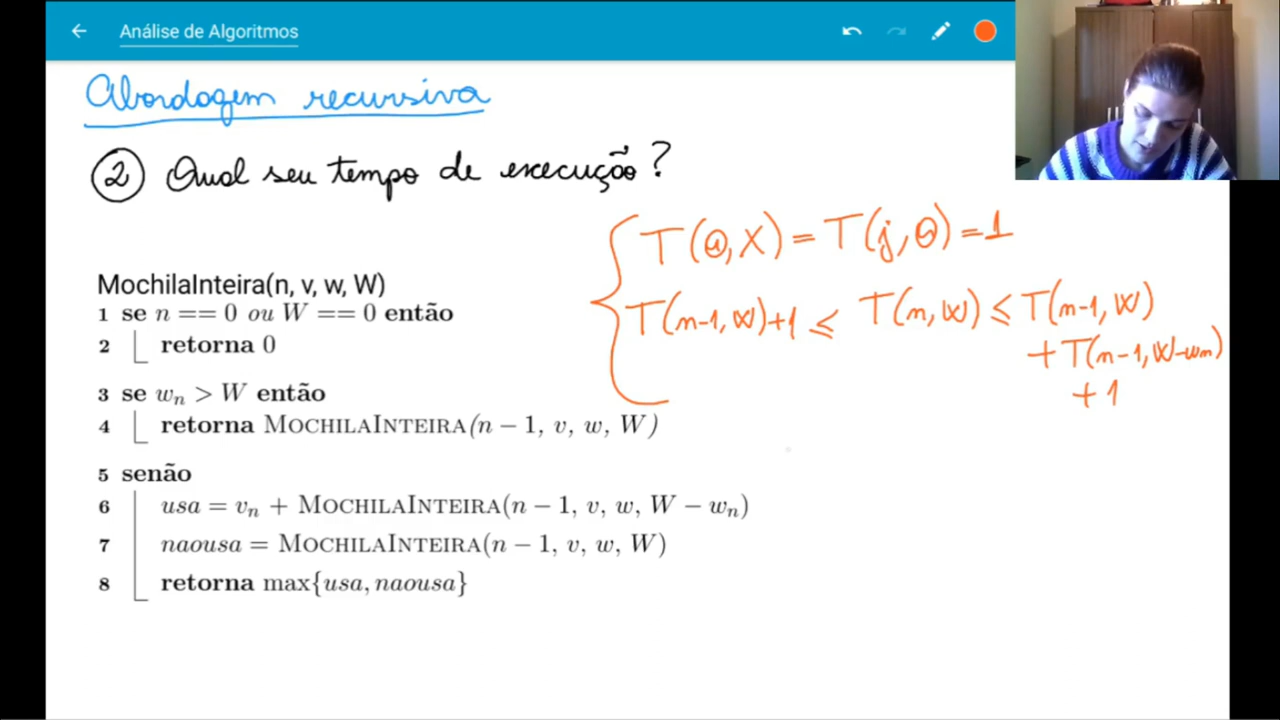 Análise de Algoritmos
Abordagem recursiva
2 Qual seu tempo de execução?
T(0,X) = T(j,0) = 1
T(n-1,W)+1 ≤ T(n,W) ≤ T(n-1,W)
+ T(n-1,W-wn)
+ 1
MochilaInteira(n, v, w, W)
1 se n == 0 ou W == 0 então
2 retorna 0
3 se wn > W então
4 retorna MOCHILAINTEIRA(n − 1, v, w, W)
5 senão
6 usa = vn + MOCHILAINTEIRA(n − 1, v, w, W − wn)
7 naousa = MOCHILAINTEIRA(n − 1, v, w, W)
8 retorna max{usa, naousa}